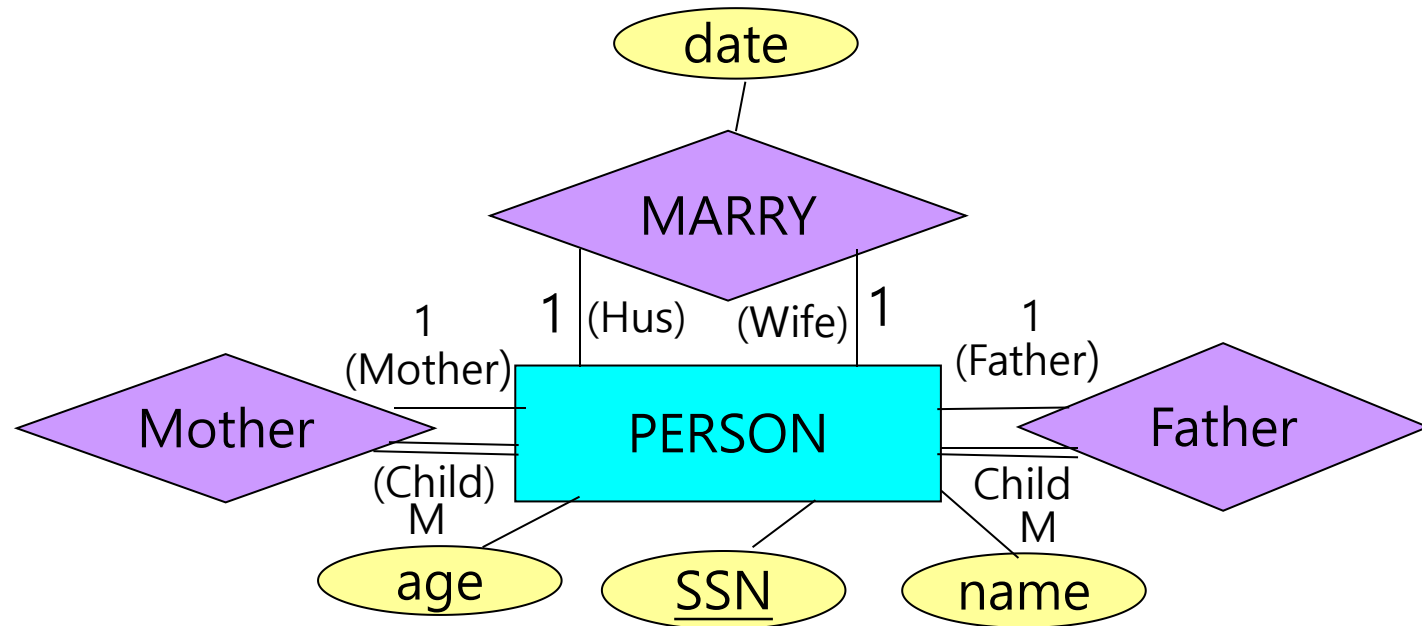 date
MARRY
1 (Hus) (Wife) 1
1 1
(Mother) (Father)
Mother PERSON Father
(Child) Child
M M
age SSN name